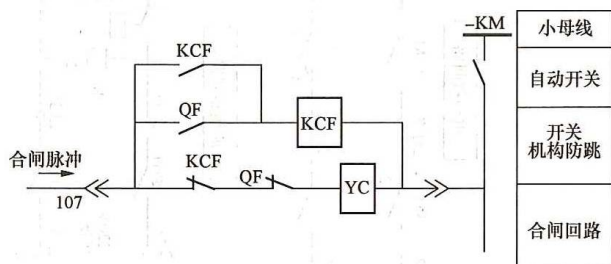 KCF
QF
KCF
合闸脉冲
107
KCF
QF
YC
-KM
小母线
自动开关
开关
机构防跳
合闸回路